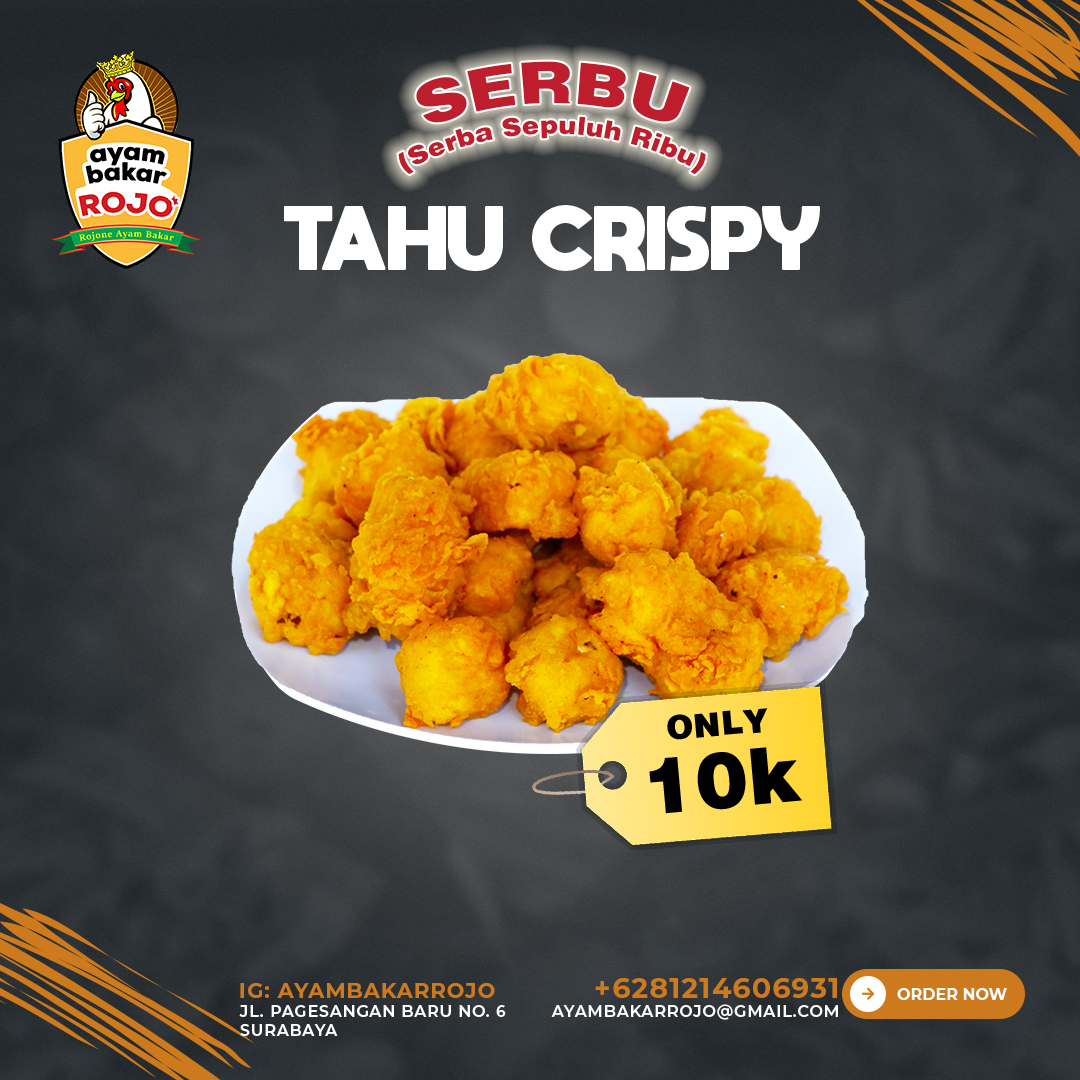 ayam
bakar
ROJO
Rojone Ayam Bakar
SERBU
(Serba Sepuluh Ribu)
TAHU CRISPY
ONLY
10k
IG: AYAMBAKARROJO
JL. PAGESANGAN BARU NO. 6
SURABAYA
+6281214606931
AYAMBAKARROJO@GMAIL.COM
ORDER NOW